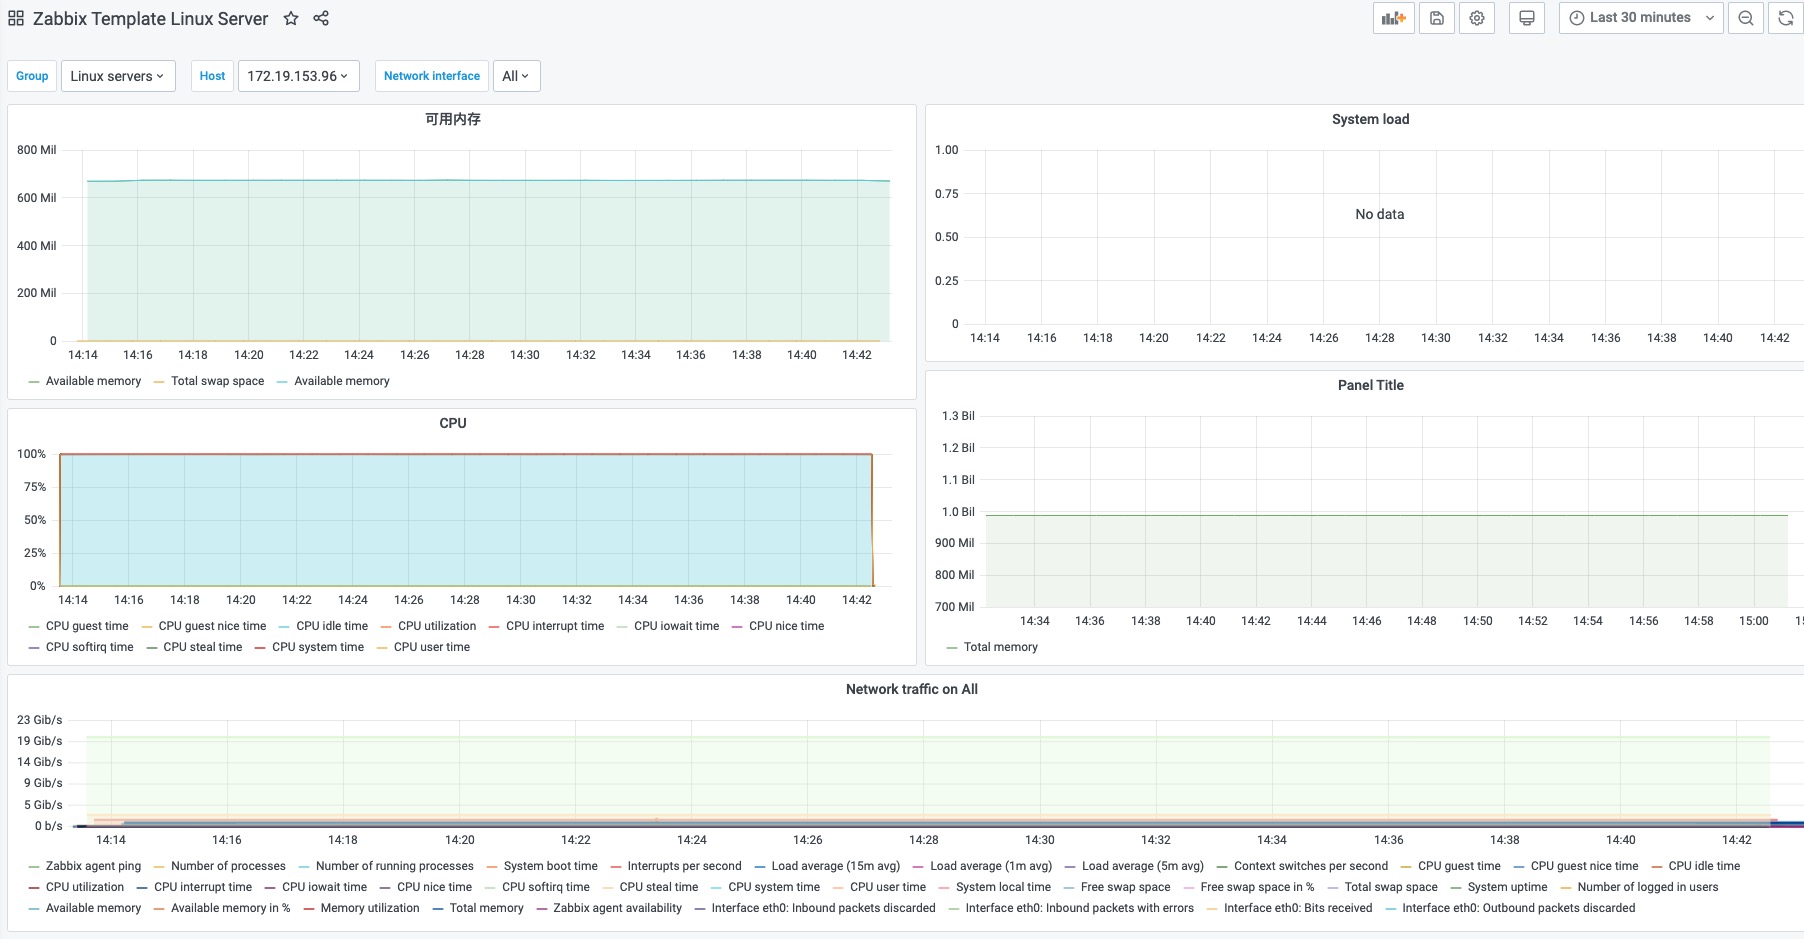 Zabbix Template Linux Server
Last 30 minutes
Group Linux servers Host 172.19.153.96 Network interface All
可用内存
800 Mil
600 Mil
400 Mil
200 Mil
0
14:14 14:16 14:18 14:20 14:22 14:24 14:26 14:28 14:30 14:32 14:34 14:36 14:38 14:40 14:42
Available memory Total swap space Available memory
System load
1.00
0.75
No data
0.50
0.25
0
14:14 14:16 14:18 14:20 14:22 14:24 14:26 14:28 14:30 14:32 14:34 14:36 14:38 14:40 14:42
CPU
100%
75%
50%
25%
0%
14:14 14:16 14:18 14:20 14:22 14:24 14:26 14:28 14:30 14:32 14:34 14:36 14:38 14:40 14:42
CPU guest time CPU guest nice time CPU idle time CPU utilization CPU interrupt time CPU iowait time CPU nice time
CPU softirq time CPU steal time CPU system time CPU user time
Panel Title
1.3 Bil
1.2 Bil
1.1 Bil
1.0 Bil
900 Mil
800 Mil
700 Mil
14:34 14:36 14:38 14:40 14:42 14:44 14:46 14:48 14:50 14:52 14:54 14:56 14:58 15:00
Total memory
Network traffic on All
23 Gib/s
19 Gib/s
14 Gib/s
9 Gib/s
5 Gib/s
0 b/s
14:14 14:16 14:18 14:20 14:22 14:24 14:26 14:28 14:30 14:32 14:34 14:36 14:38 14:40 14:42
Zabbix agent ping Number of processes Number of running processes System boot time Interrupts per second Load average (15m avg) Load average (1m avg) Load average (5m avg) Context switches per second CPU guest time CPU guest nice time CPU idle time
CPU utilization CPU interrupt time CPU iowait time CPU nice time CPU softirq time CPU steal time CPU system time CPU user time System local time Free swap space Free swap space in % Total swap space System uptime Number of logged in users
Available memory Available memory in % Memory utilization Total memory Zabbix agent availability Interface eth0: Inbound packets discarded Interface eth0: Inbound packets with errors Interface eth0: Bits received Interface eth0: Outbound packets discarded